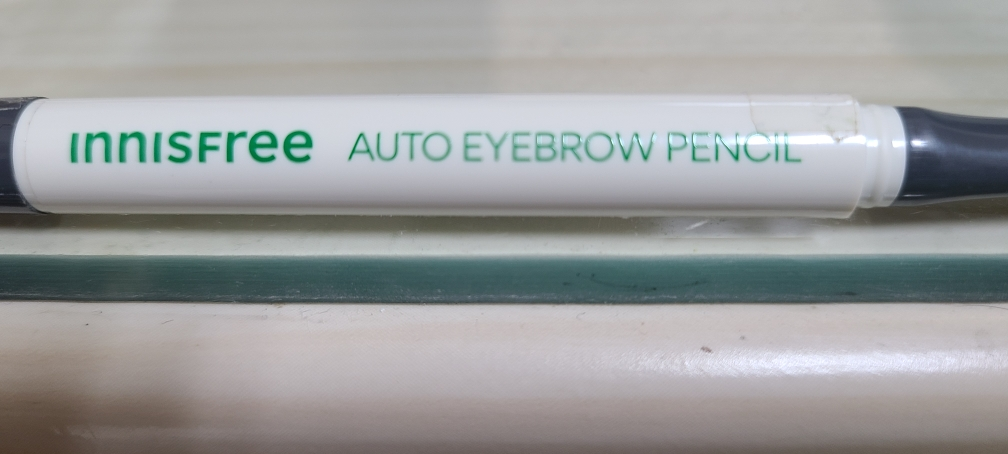 innisfree AUTO EYEBROW PENCIL